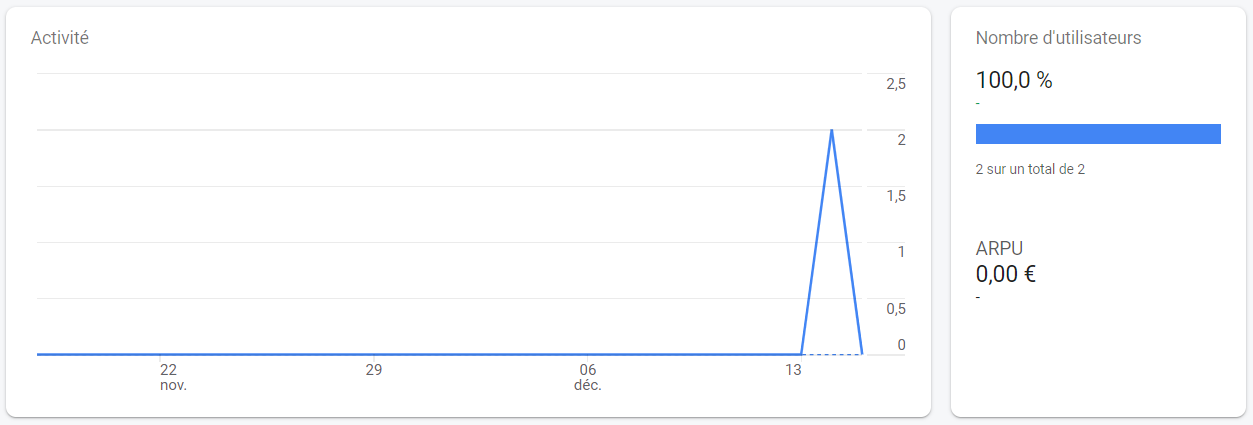 Activité
2,5
2
1,5
1
0,5
0
22
nov.
29
06
déc.
13
Nombre d'utilisateurs
100,0 %
-
2 sur un total de 2
ARPU
0,00 €
-